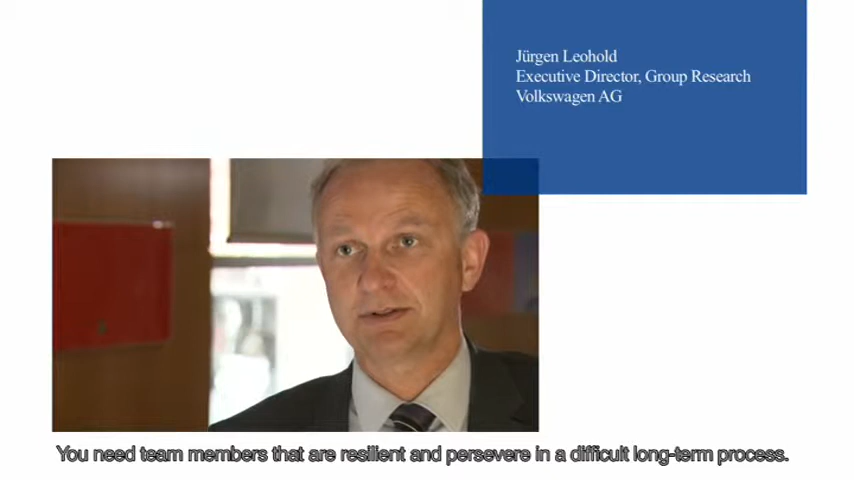 Jürgen Leohold
Executive Director, Group Research
Volkswagen AG
You need team members that are resilient and persevere in a difficult long-term process.